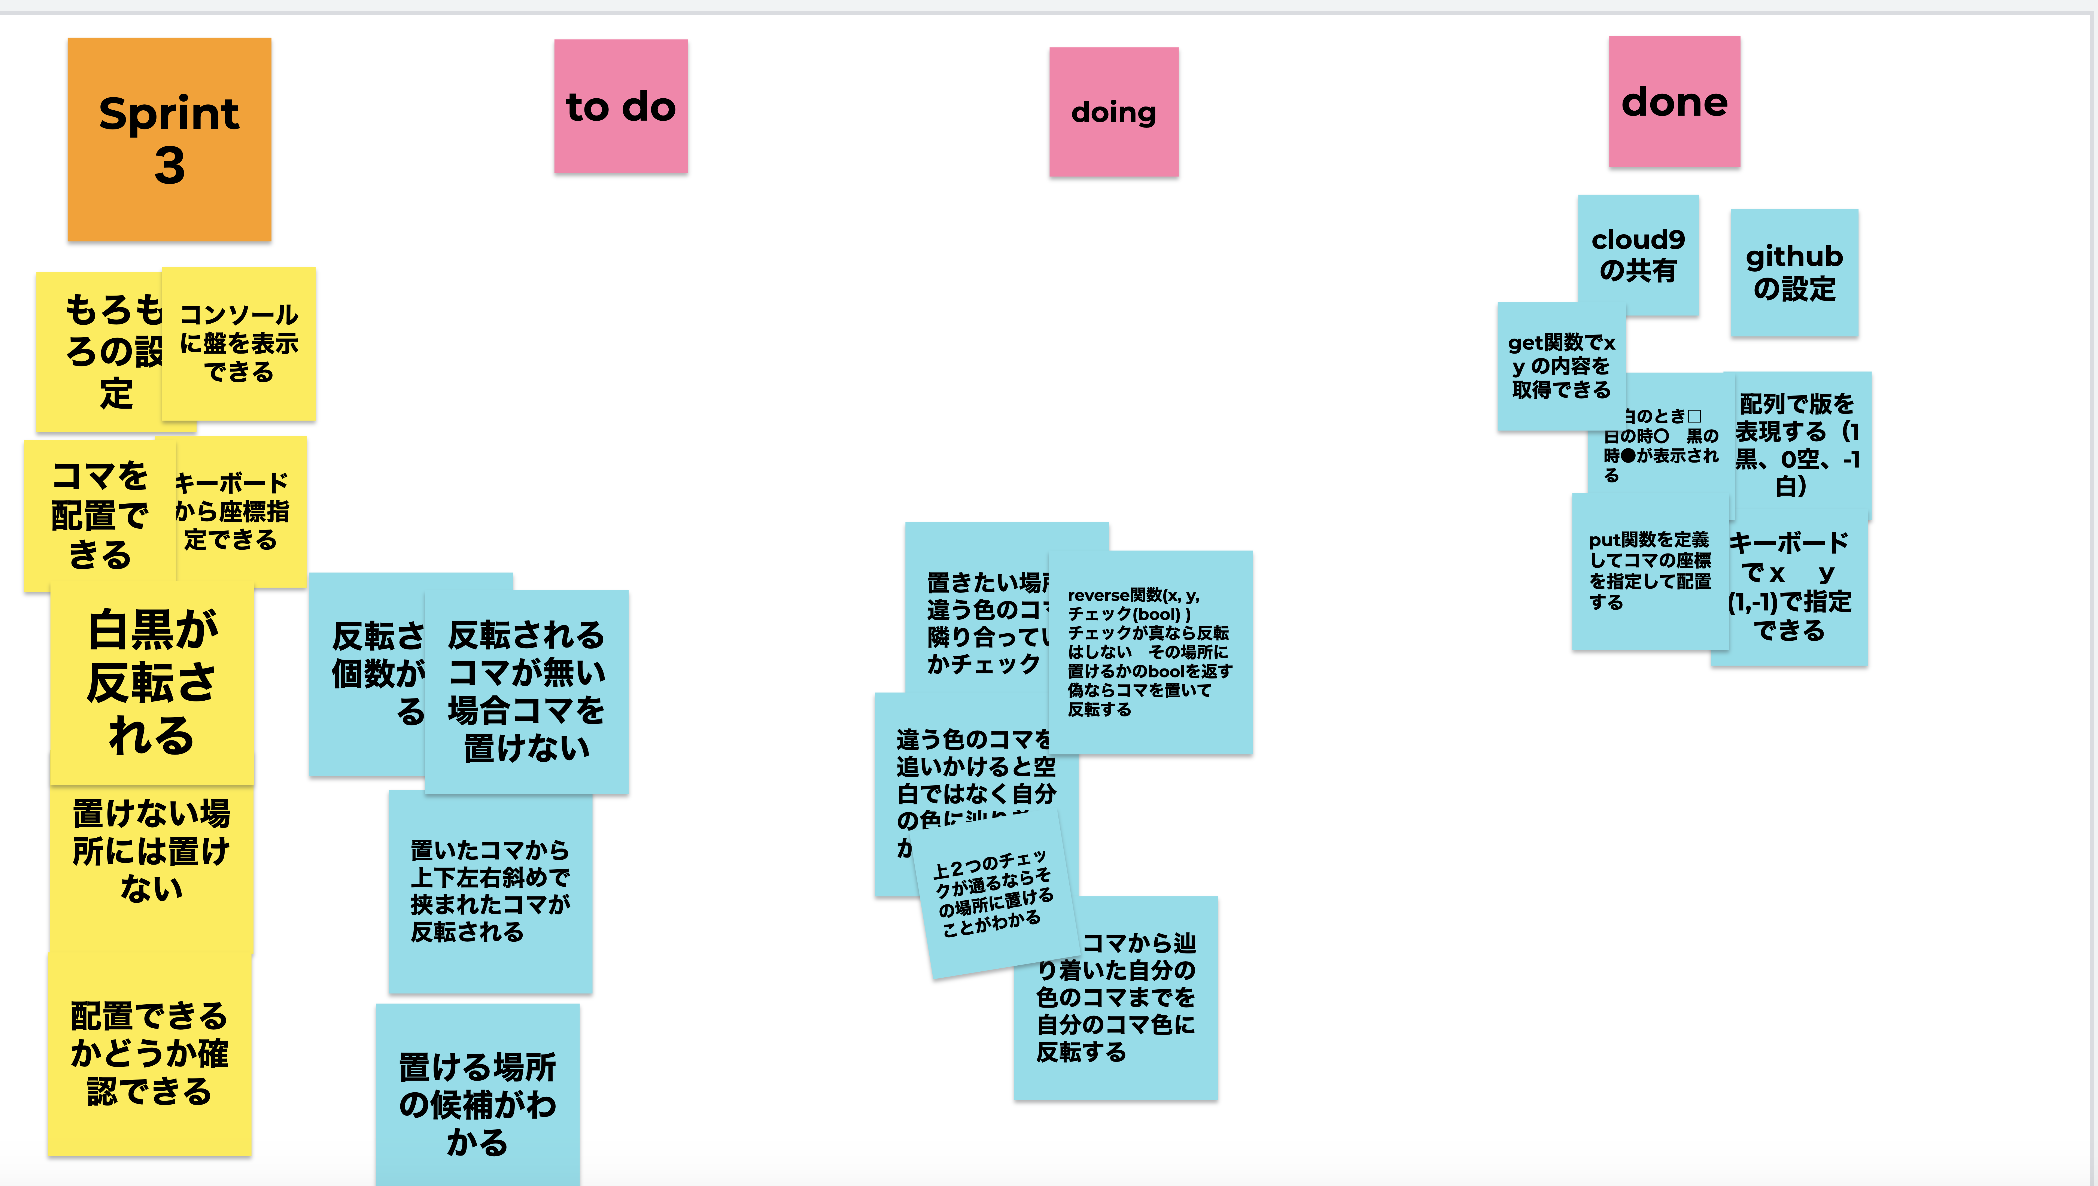 Sprint
3
to do
doing
done
もろも
ろの設
定
コンソール
に盤を表示
できる
コマを
配置で
きる
キーボード
から座標指
定できる
白黒が
反転さ
れる
置けない場
所には置け
ない
配置できる
かどうか確
認できる
反転さ
個数が
る
反転される
コマが無い
場合コマを
置けない
置いたコマから
上下左右斜めで
挟まれたコマが
反転される
置ける場所
の候補がわ
かる
置きたい場所
違う色のコマ
隣り合ってい
かチェック
reverse関数(x, y,
チェック(bool) )
チェックが真なら反転
はしない　その場所に
置けるかのboolを返す
偽ならコマを置いて
反転する
違う色のコマを
追いかけると空
白ではなく自分
の色に辿り着
か
上２つのチェッ
クが通るならそ
の場所に置ける
ことがわかる
コマから辿
り着いた自分の
色のコマまでを
自分のコマ色に
反転する
cloud9
の共有
github
の設定
get関数でx
y の内容を
取得できる
白のとき□
白の時〇　黒の
時●が表示され
る
配列で版を
表現する（1
黒、0空、-1
白）
put関数を定義
してコマの座標
を指定して配置
する
キーボード
でｘ　ｙ
(1,-1)で指定
できる